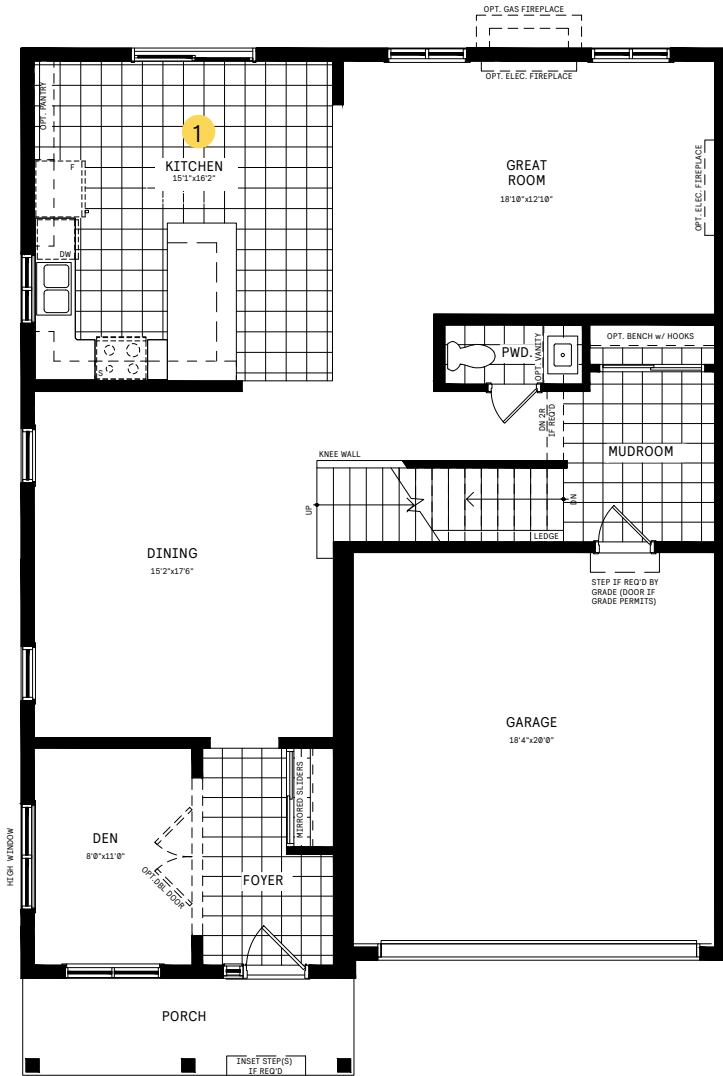 OPT. GAS FIREPLACE
OPT. ELEC. FIREPLACE
OPT. PANTRY
1
KITCHEN
15'1"x16'2"
F
DW
S
GREAT
ROOM
18'10"x12'10"
OPT. ELEC. FIREPLACE
PWD.
OPT. VANITY
OPT. BENCH w/ HOOKS
DN 2R
IF REQ'D
MUDROOM
KNEE WALL
UP
DN
LEDGE
DINING
15'2"x17'6"
STEP IF REQ'D BY
GRADE (DOOR IF
GRADE PERMITS)
GARAGE
18'4"x20'0"
MIRRORED SLIDERS
HIGH WINDOW
DEN
8'0"x11'0"
OPT.DBL DOOR
FOYER
PORCH
INSET STEP(S)
IF REQ'D